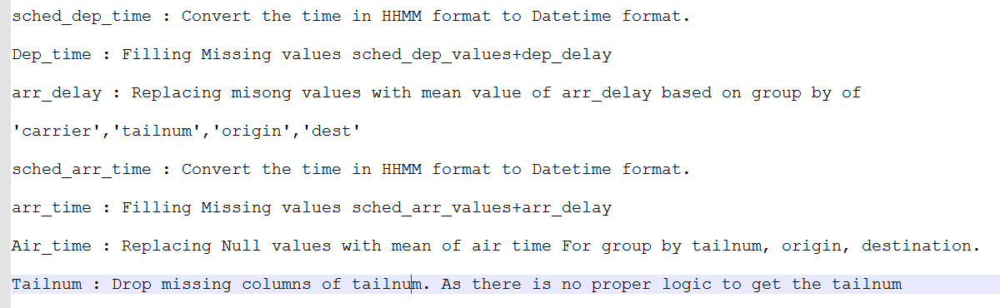 sched_dep_time : Convert the time in HHMM format to Datetime format.
Dep_time : Filling Missing values sched_dep_values+dep_delay
arr_delay : Replacing misong values with mean value of arr_delay based on group by of
'carrier','tailnum','origin','dest'
sched_arr_time : Convert the time in HHMM format to Datetime format.
arr_time : Filling Missing values sched_arr_values+arr_delay
Air_time : Replacing Null values with mean of air time For group by tailnum, origin, destination.
Tailnum : Drop missing columns of tailnum. As there is no proper logic to get the tailnum